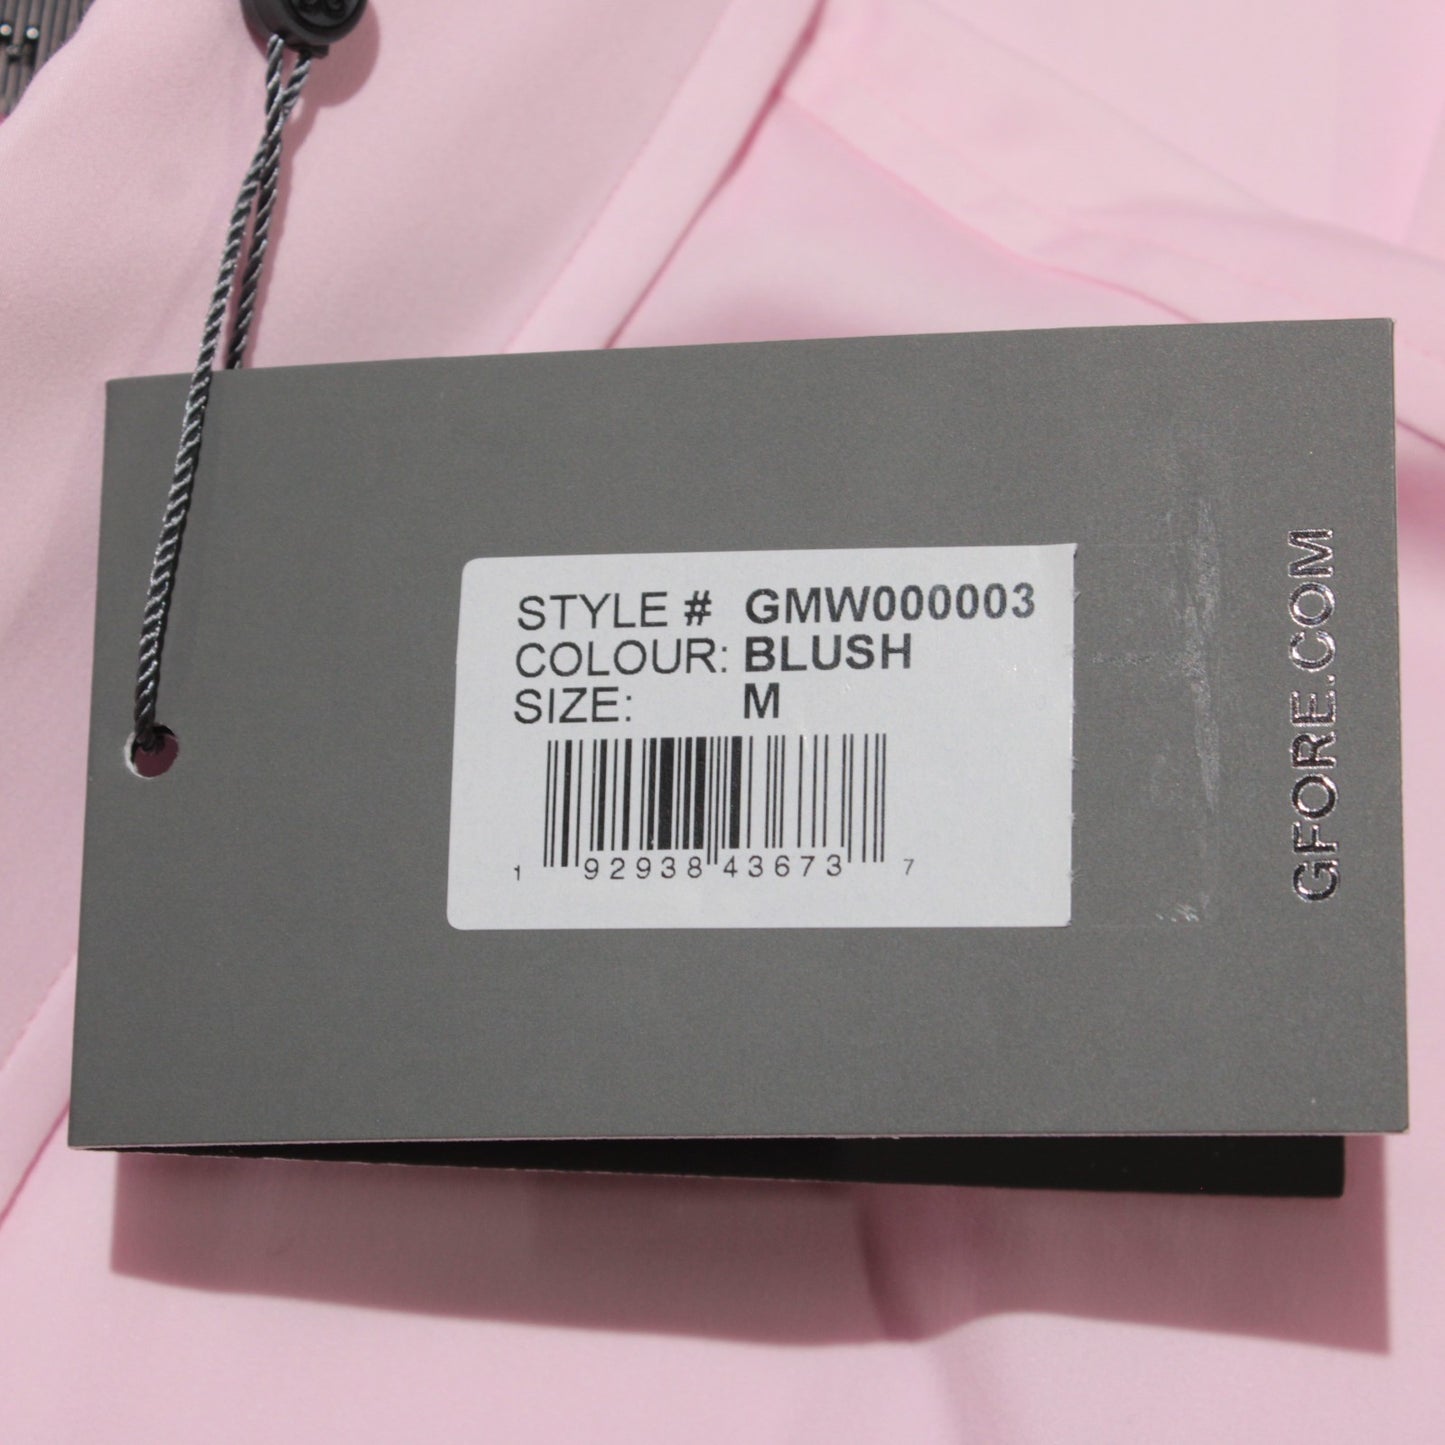 STYLE # GMW000003
COLOUR: BLUSH
SIZE: M
1 92938 43673 7
GFORE.COM